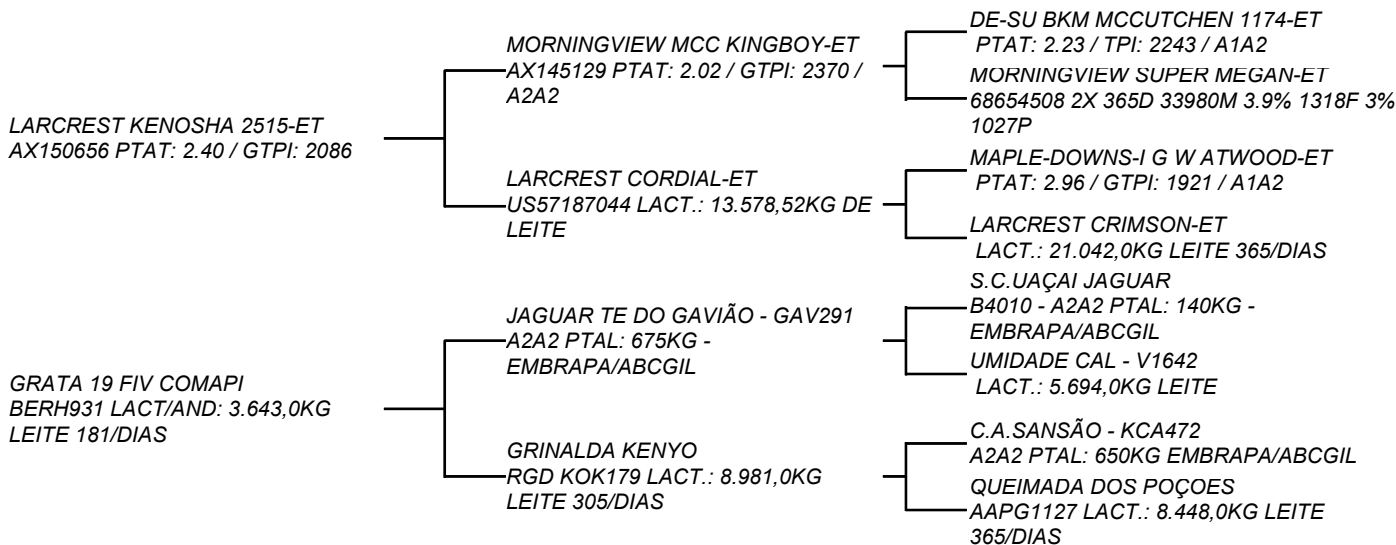 LARCREST KENOSHA 2515-ET
AX150656 PTAT: 2.40 / GTPI: 2086
MORNINGVIEW MCC KINGBOY-ET
AX145129 PTAT: 2.02 / GTPI: 2370 /
A2A2
DE-SU BKM MCCUTCHEN 1174-ET
PTAT: 2.23 / TPI: 2243 / A1A2
MORNINGVIEW SUPER MEGAN-ET
68654508 2X 365D 33980M 3.9% 1318F 3%
1027P
LARCREST CORDIAL-ET
US57187044 LACT.: 13.578,52KG DE
LEITE
MAPLE-DOWNS-I G W ATWOOD-ET
PTAT: 2.96 / GTPI: 1921 / A1A2
LARCREST CRIMSON-ET
LACT.: 21.042,0KG LEITE 365/DIAS
GRATA 19 FIV COMAPI
BERH931 LACT/AND: 3.643,0KG
LEITE 181/DIAS
JAGUAR TE DO GAVIÃO - GAV291
A2A2 PTAL: 675KG -
EMBRAPA/ABCGIL
S.C.UAÇAI JAGUAR
B4010 - A2A2 PTAL: 140KG -
EMBRAPA/ABCGIL
UMIDADE CAL - V1642
LACT.: 5.694,0KG LEITE
GRINALDA KENYO
RGD KOK179 LACT.: 8.981,0KG
LEITE 305/DIAS
C.A.SANSÃO - KCA472
A2A2 PTAL: 650KG EMBRAPA/ABCGIL
QUEIMADA DOS POÇOES
AAPG1127 LACT.: 8.448,0KG LEITE
365/DIAS